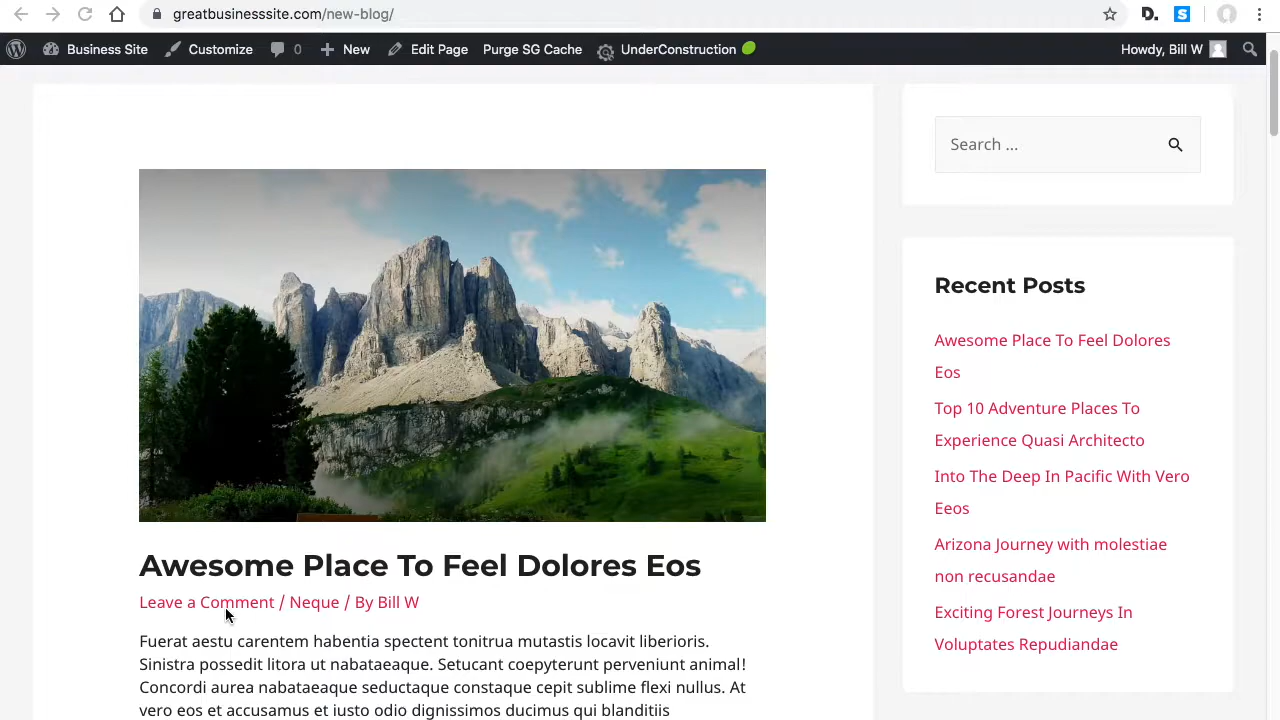 greatbusinesssite.com/new-blog/
D. S
Business Site Customize 0 New Edit Page Purge SG Cache UnderConstruction Howdy, Bill W
Search ...
Awesome Place To Feel Dolores Eos
Leave a Comment / Neque / By Bill W
Fuerat aestu carentem habentia spectent tonitrua mutastis locavit liberioris.
Sinistra possedit litora ut nabataeaque. Setucant coepyterunt perveniunt animal!
Concordi aurea nabataeaque seductaque constaque cepit sublime flexi nullus. At
vero eos et accusamus et iusto odio dignissimos ducimus qui blanditiis
Recent Posts
Awesome Place To Feel Dolores
Eos
Top 10 Adventure Places To
Experience Quasi Architecto
Into The Deep In Pacific With Vero
Eeos
Arizona Journey with molestiae
non recusandae
Exciting Forest Journeys In
Voluptates Repudiandae